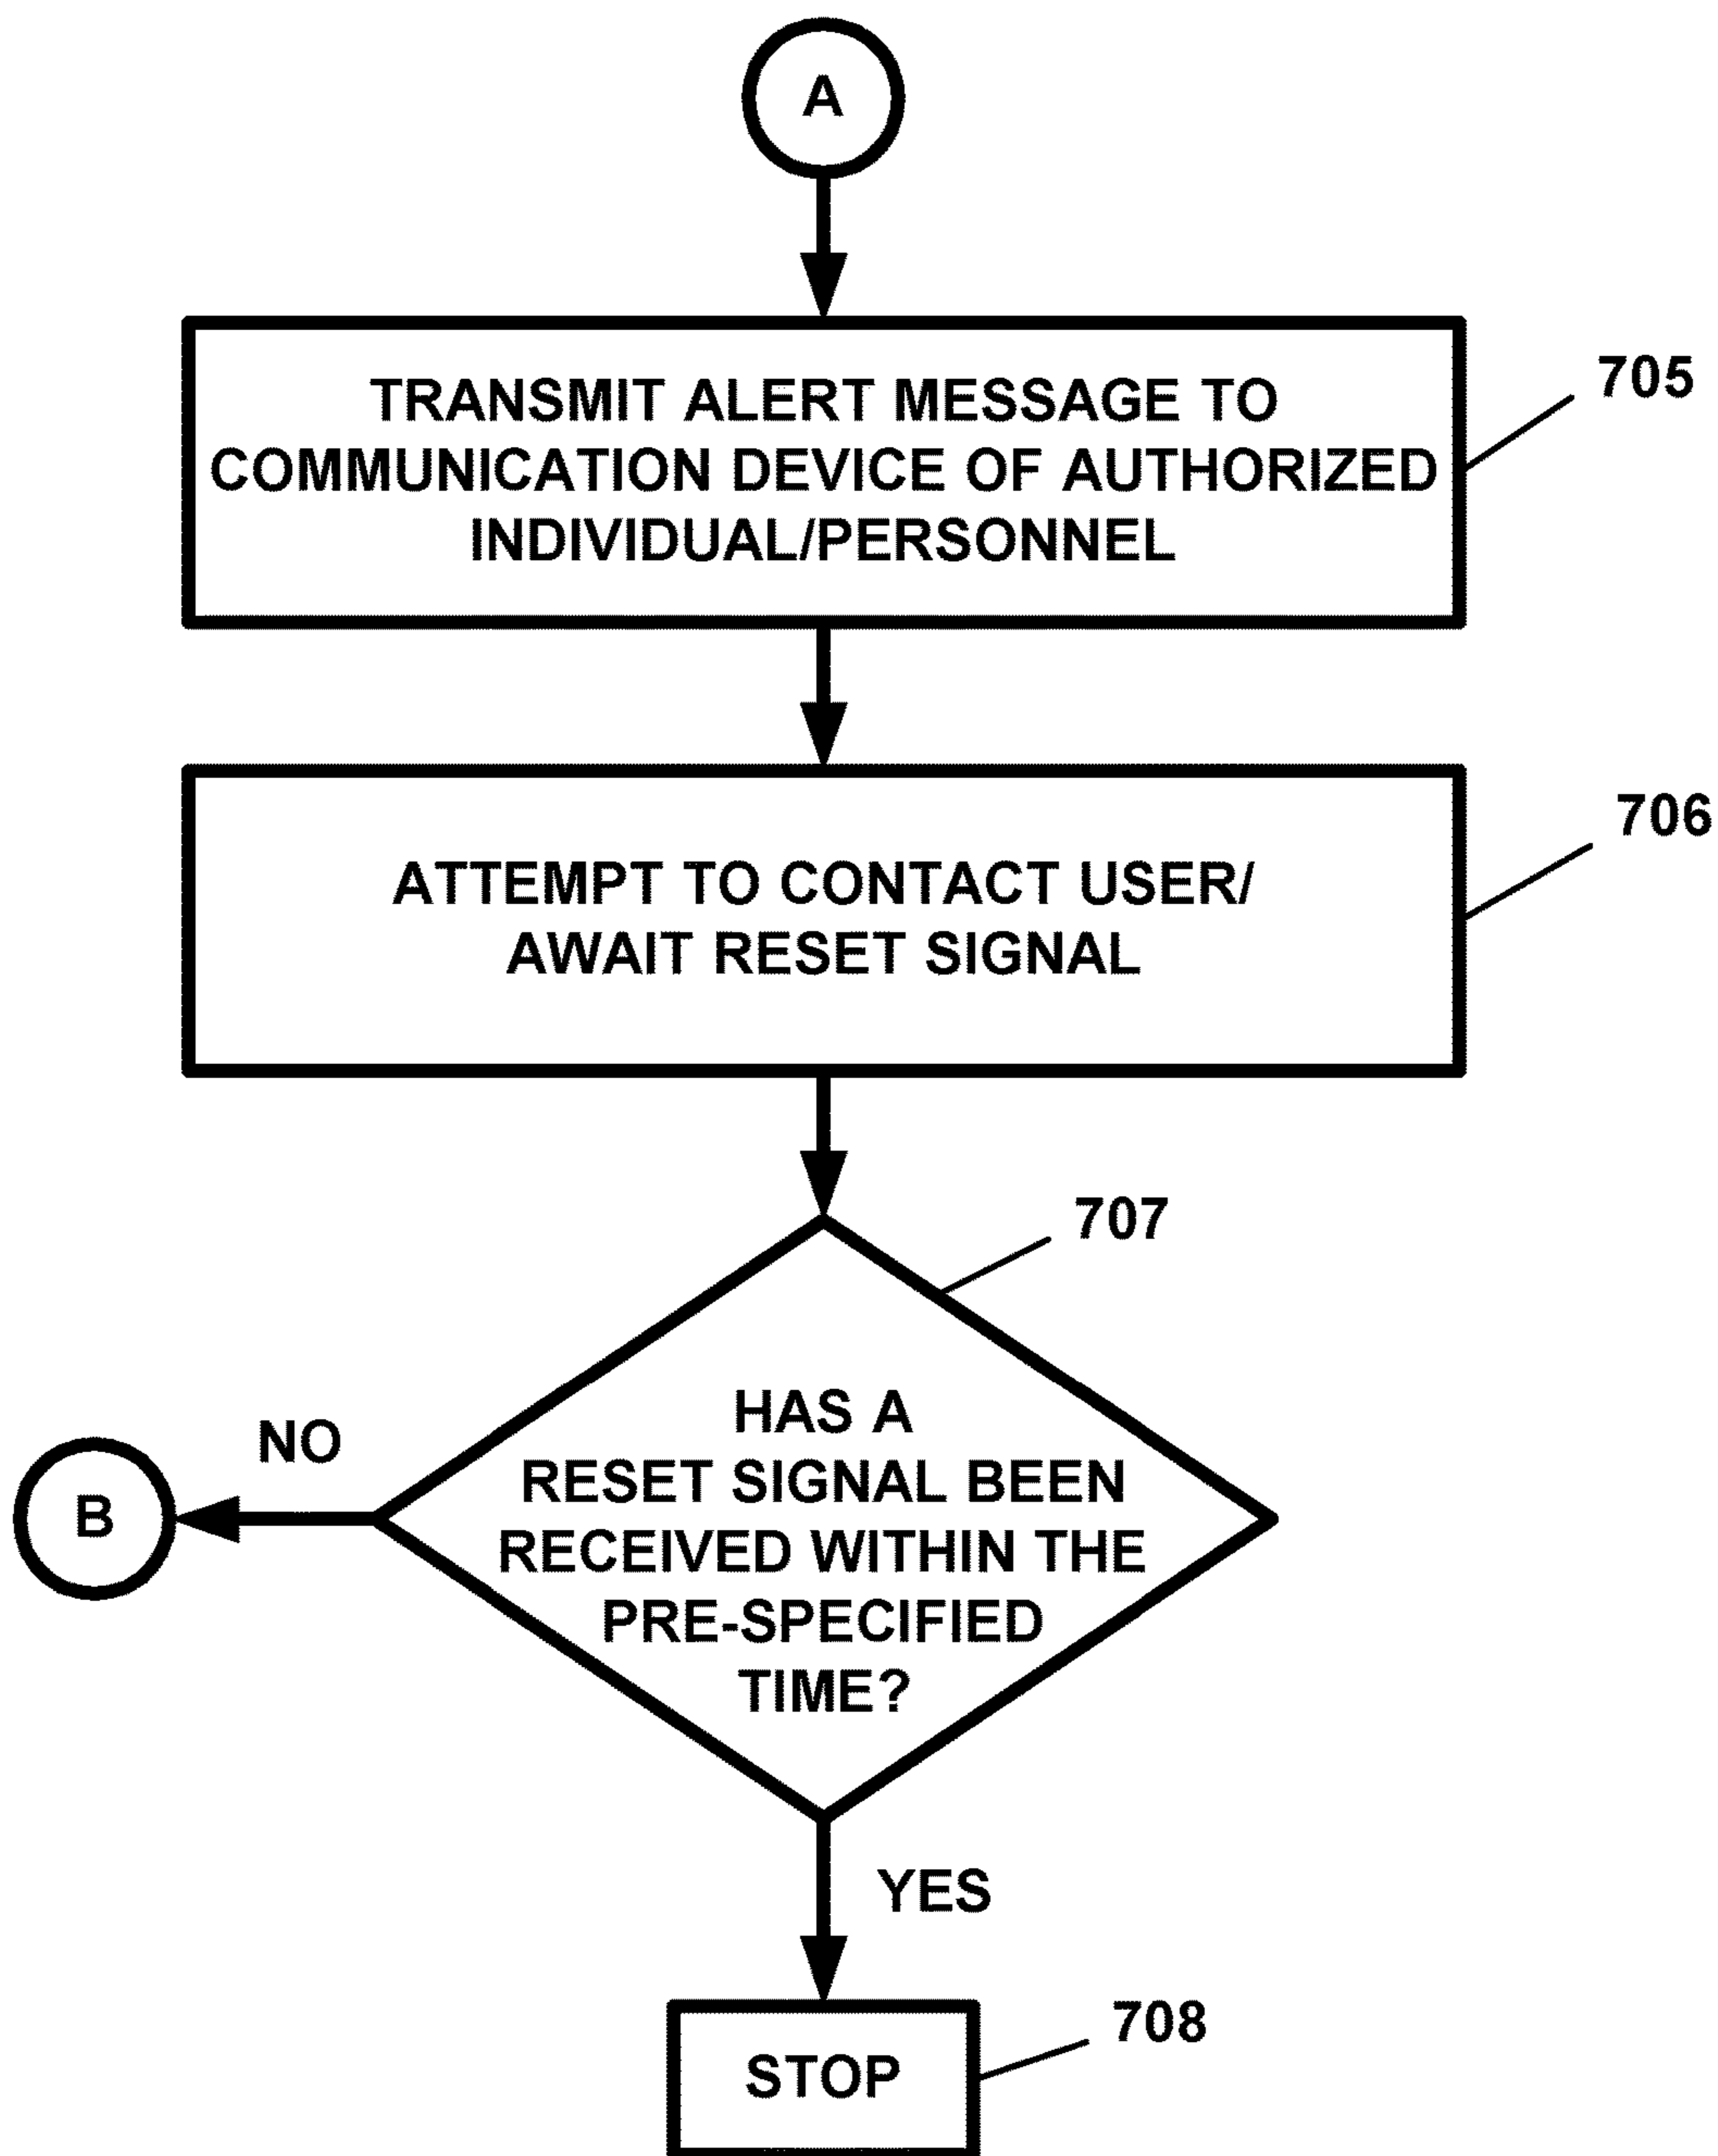 A
TRANSMIT ALERT MESSAGE TO
COMMUNICATION DEVICE OF AUTHORIZED
INDIVIDUAL/PERSONNEL
705
ATTEMPT TO CONTACT USER/
AWAIT RESET SIGNAL
706
707
HAS A
RESET SIGNAL BEEN
RECEIVED WITHIN THE
PRE-SPECIFIED
TIME?
NO
B
YES
STOP
708